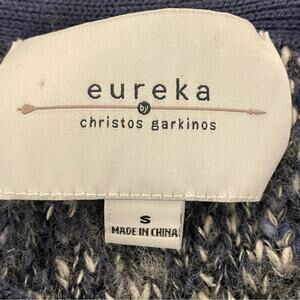 eureka
by
christos garkinos
S
MADE IN CHINA